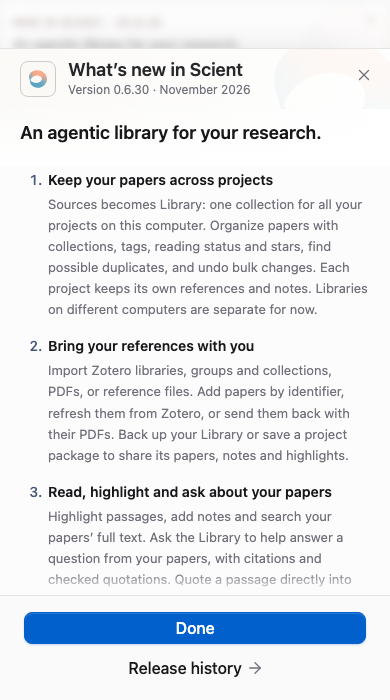 What's new in Scient
Version 0.6.30 · November 2026
An agentic library for your research.
1. Keep your papers across projects
Sources becomes Library: one collection for all your
projects on this computer. Organize papers with
collections, tags, reading status and stars, find
possible duplicates, and undo bulk changes. Each
project keeps its own references and notes. Libraries
on different computers are separate for now.
2. Bring your references with you
Import Zotero libraries, groups and collections,
PDFs, or reference files. Add papers by identifier,
refresh them from Zotero, or send them back with
their PDFs. Back up your Library or save a project
package to share its papers, notes and highlights.
3. Read, highlight and ask about your papers
Highlight passages, add notes and search your
papers' full text. Ask the Library to help answer a
question from your papers, with citations and
checked quotations. Quote a passage directly into
Done
Release history →